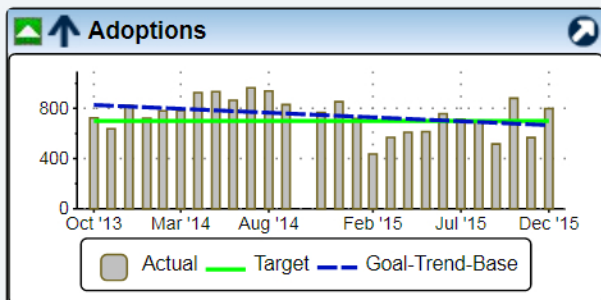 Adoptions
800
400
0
Oct '13 Mar '14 Aug '14 Feb '15 Jul '15 Dec '15
Actual Target Goal-Trend-Base